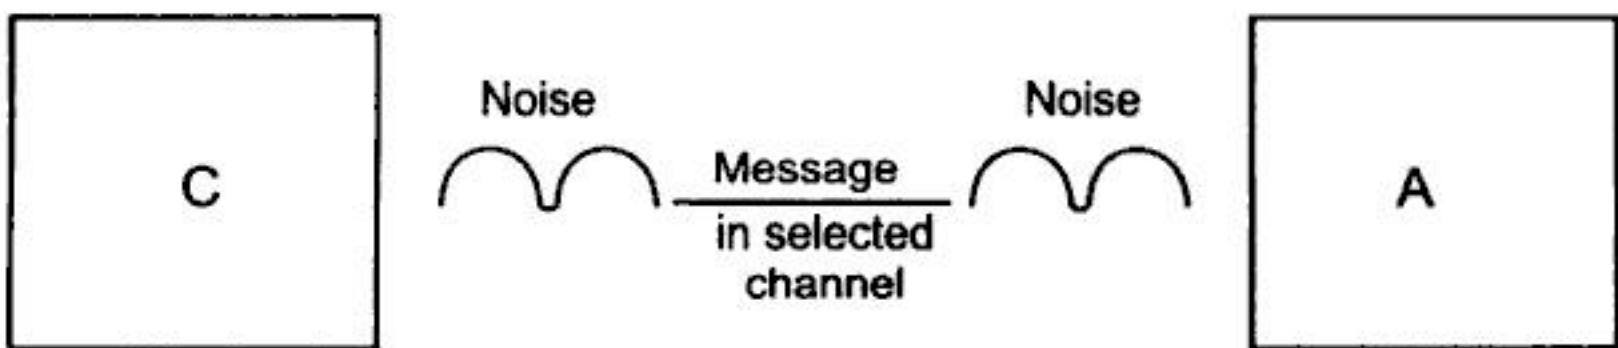 C
Noise
Message
in selected
channel
Noise
A